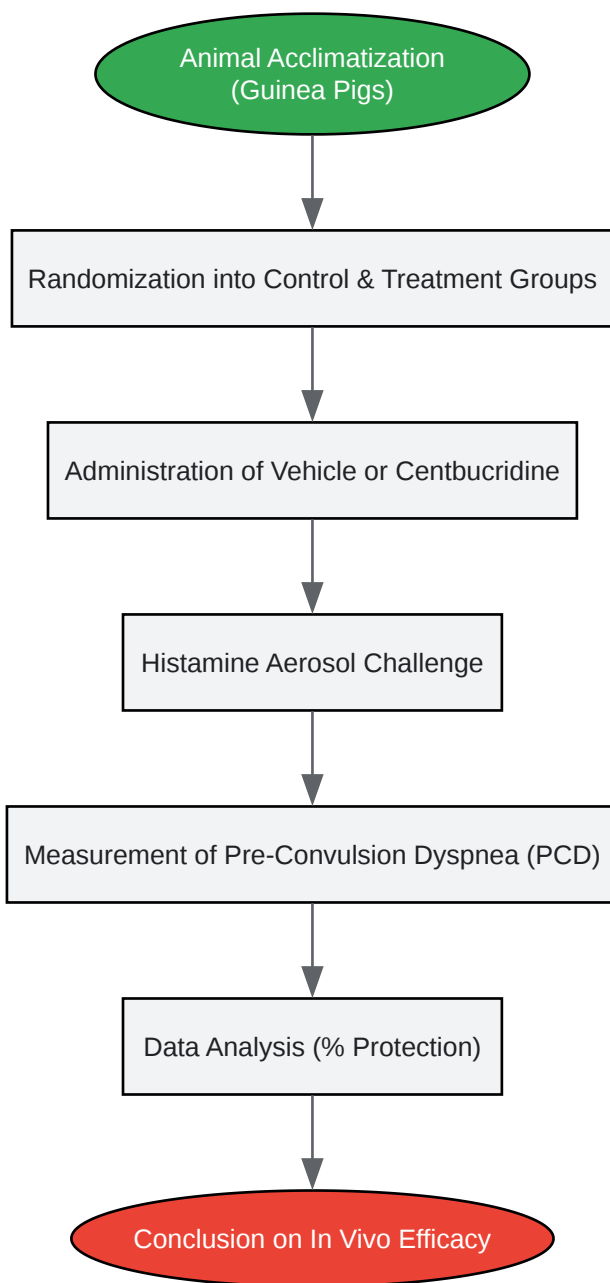 Animal Acclimatization
(Guinea Pigs)
Randomization into Control & Treatment Groups
Administration of Vehicle or Centbucridine
Histamine Aerosol Challenge
Measurement of Pre-Convulsion Dyspnea (PCD)
Data Analysis (% Protection)
Conclusion on In Vivo Efficacy